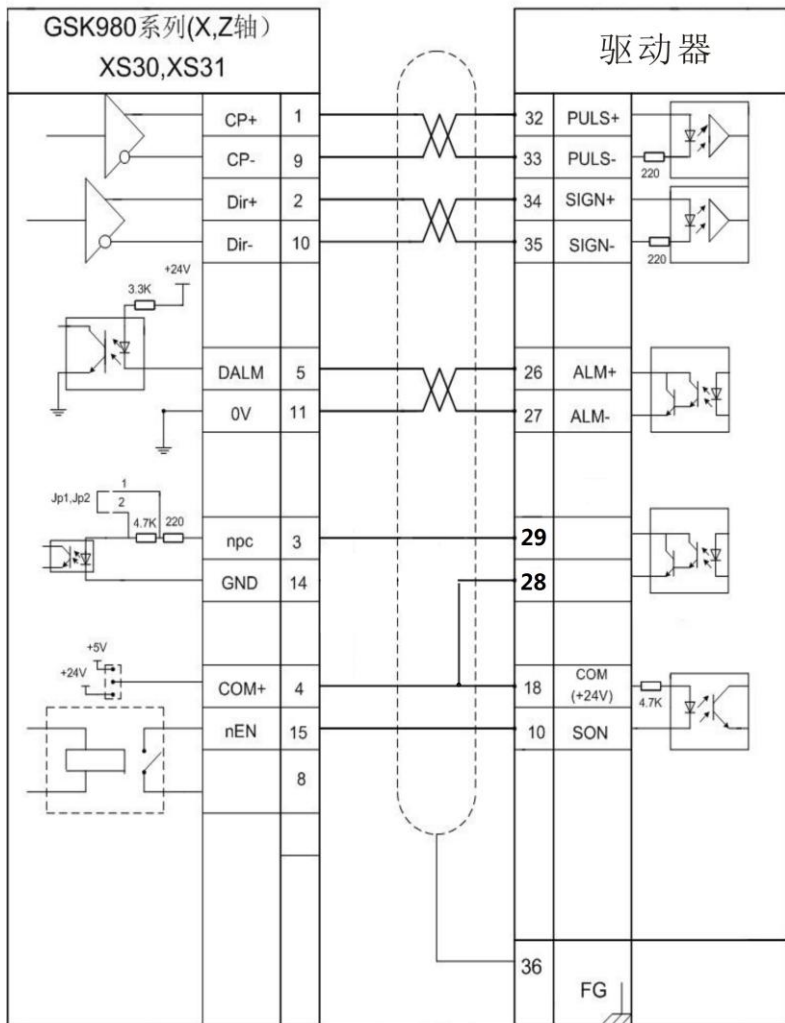 GSK980系列(X,Z轴)
XS30,XS31
驱动器
CP+ 1 32 PULS+
CP- 9 33 PULS-
220
Dir+ 2 34 SIGN+
Dir- 10 35 SIGN-
220
+24V
3.3K
DALM 5 26 ALM+
0V 11 27 ALM-
Jp1,Jp2
1
2
4.7K 220
npc 3 29
GND 14 28
+5V
+24V
COM+ 4 18 COM
(+24V)
4.7K
nEN 15 10 SON
8
36
FG